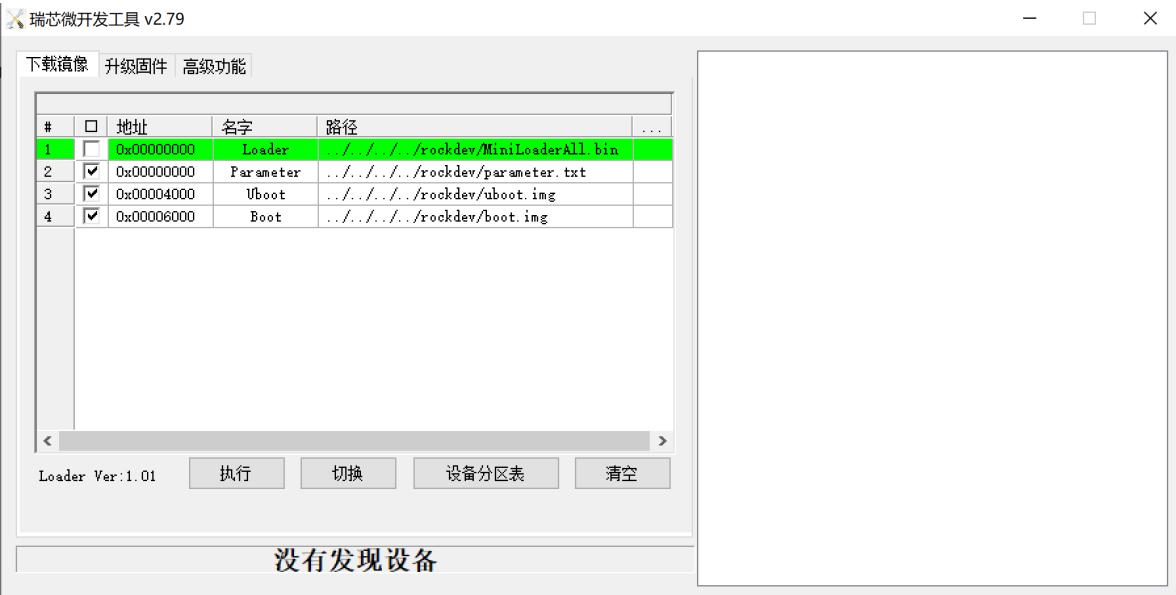 瑞芯微开发工具 v2.79
下载镜像 升级固件 高级功能
# 地址 名字 路径 ...
1 0x00000000 Loader ../../../../rockdev/MiniLoaderAll.bin
2 0x00000000 Parameter ../../../../rockdev/parameter.txt
3 0x00004000 Uboot ../../../../rockdev/uboot.img
4 0x00006000 Boot ../../../../rockdev/boot.img
Loader Ver:1.01 执行 切换 设备分区表 清空
没有发现设备